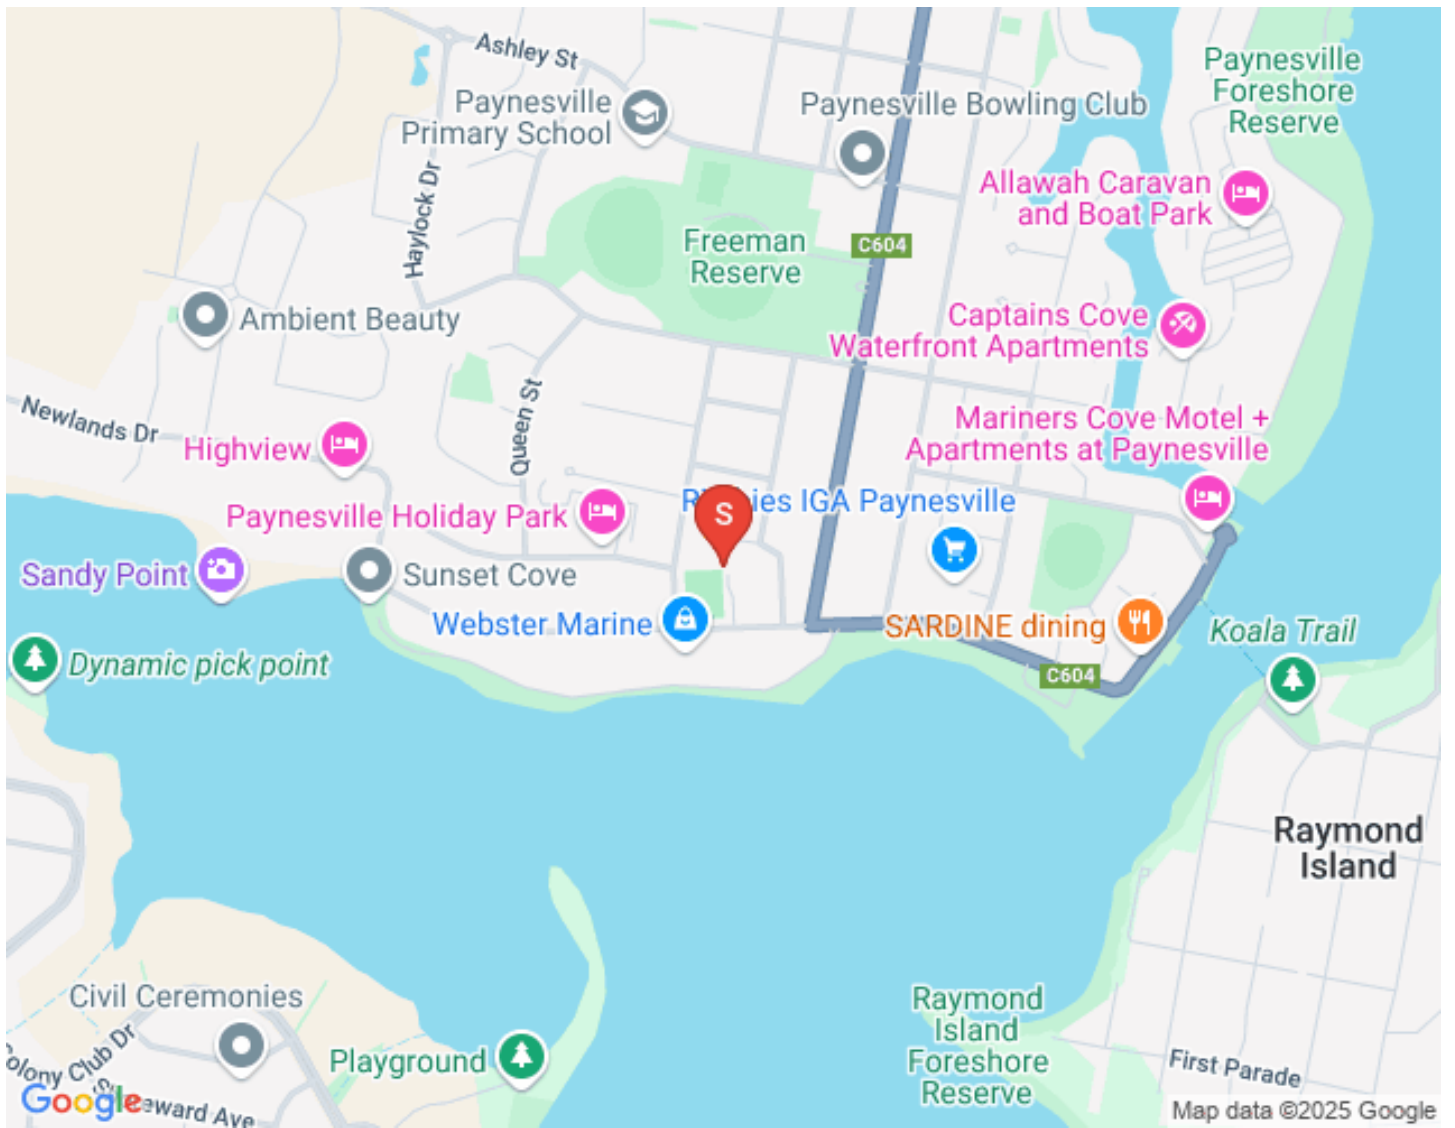 Ashley St
Paynesville
Primary School
Paynesville Bowling Club
Paynesville
Foreshore
Reserve
Haylock Dr
Allawah Caravan
and Boat Park
Freeman
Reserve
C604
Ambient Beauty
Captains Cove
Waterfront Apartments
Newlands Dr
Queen St
Highview
Mariners Cove Motel +
Apartments at Paynesville
Paynesville Holiday Park
S
IGA Paynesville
Sandy Point
Sunset Cove
Webster Marine
SARDINE dining
Koala Trail
Dynamic pick point
C604
Raymond
Island
Civil Ceremonies
Raymond
Island
Foreshore
Reserve
Playground
First Parade
Colony Club Dr
Google
Map data ©2025 Google